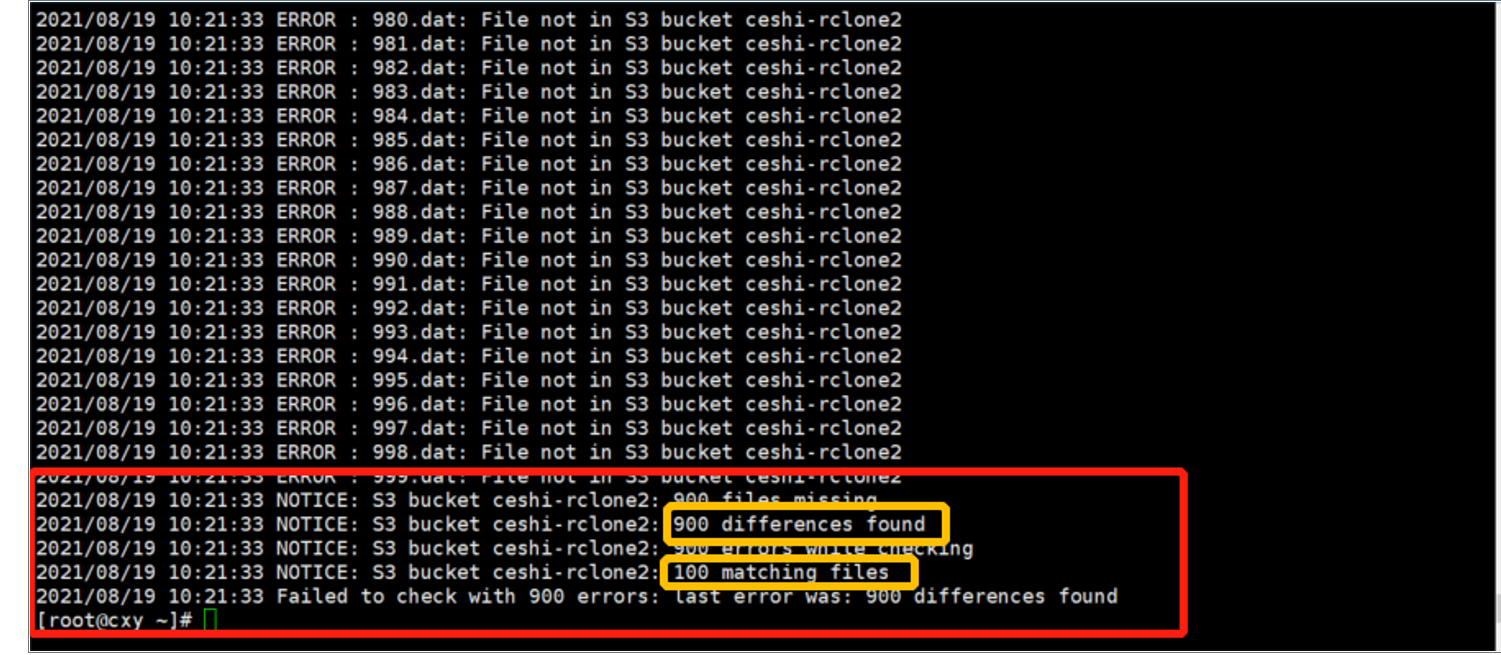 2021/08/19 10:21:33 ERROR : 980.dat: File not in S3 bucket ceshi-rclone2
2021/08/19 10:21:33 ERROR : 981.dat: File not in S3 bucket ceshi-rclone2
2021/08/19 10:21:33 ERROR : 982.dat: File not in S3 bucket ceshi-rclone2
2021/08/19 10:21:33 ERROR : 983.dat: File not in S3 bucket ceshi-rclone2
2021/08/19 10:21:33 ERROR : 984.dat: File not in S3 bucket ceshi-rclone2
2021/08/19 10:21:33 ERROR : 985.dat: File not in S3 bucket ceshi-rclone2
2021/08/19 10:21:33 ERROR : 986.dat: File not in S3 bucket ceshi-rclone2
2021/08/19 10:21:33 ERROR : 987.dat: File not in S3 bucket ceshi-rclone2
2021/08/19 10:21:33 ERROR : 988.dat: File not in S3 bucket ceshi-rclone2
2021/08/19 10:21:33 ERROR : 989.dat: File not in S3 bucket ceshi-rclone2
2021/08/19 10:21:33 ERROR : 990.dat: File not in S3 bucket ceshi-rclone2
2021/08/19 10:21:33 ERROR : 991.dat: File not in S3 bucket ceshi-rclone2
2021/08/19 10:21:33 ERROR : 992.dat: File not in S3 bucket ceshi-rclone2
2021/08/19 10:21:33 ERROR : 993.dat: File not in S3 bucket ceshi-rclone2
2021/08/19 10:21:33 ERROR : 994.dat: File not in S3 bucket ceshi-rclone2
2021/08/19 10:21:33 ERROR : 995.dat: File not in S3 bucket ceshi-rclone2
2021/08/19 10:21:33 ERROR : 996.dat: File not in S3 bucket ceshi-rclone2
2021/08/19 10:21:33 ERROR : 997.dat: File not in S3 bucket ceshi-rclone2
2021/08/19 10:21:33 ERROR : 998.dat: File not in S3 bucket ceshi-rclone2
2021/08/19 10:21:33 ERROR : 999.dat: File not in S3 bucket ceshi-rclone2
2021/08/19 10:21:33 NOTICE: S3 bucket ceshi-rclone2: 900 files missing
2021/08/19 10:21:33 NOTICE: S3 bucket ceshi-rclone2: 900 differences found
2021/08/19 10:21:33 NOTICE: S3 bucket ceshi-rclone2: 900 errors while checking
2021/08/19 10:21:33 NOTICE: S3 bucket ceshi-rclone2: 100 matching files
2021/08/19 10:21:33 Failed to check with 900 errors: last error was: 900 differences found
[root@cxy ~]#